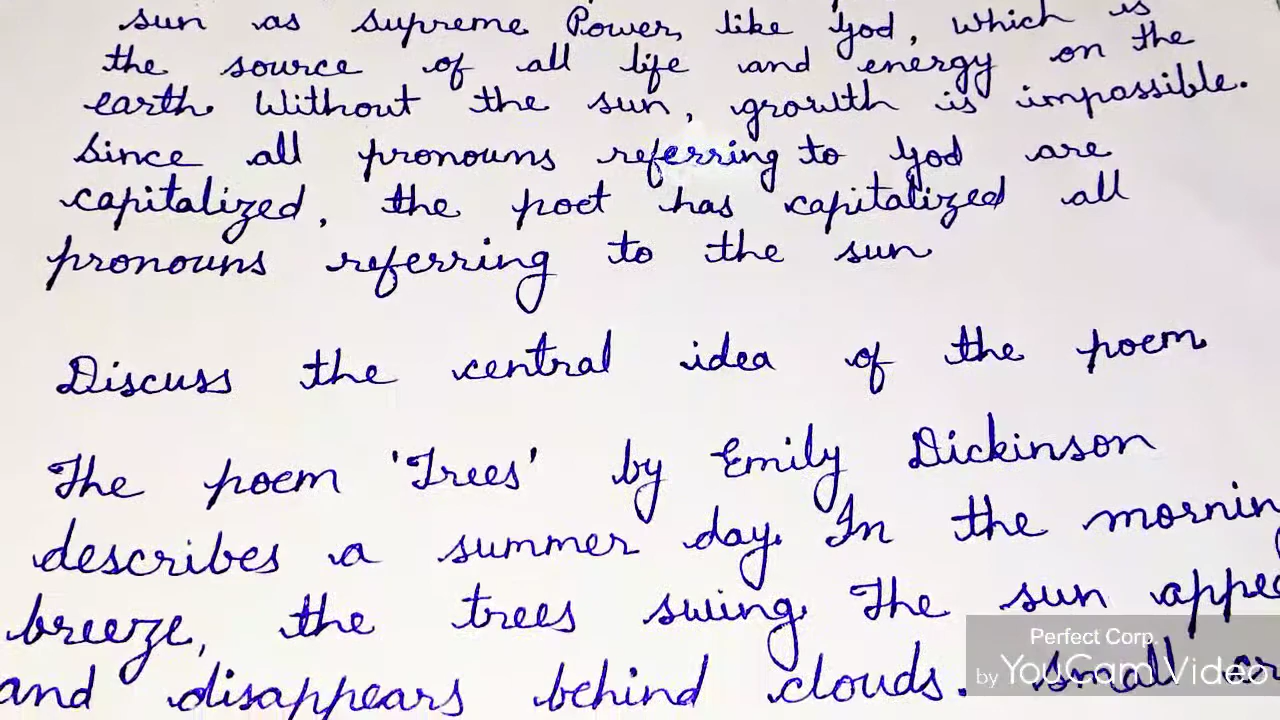 sun as supreme Power, like God, which is
the source of all life and energy on the
earth. Without the sun, growth is impossible.
Since all pronouns referring to God are
capitalized, the poet has capitalized all
pronouns referring to the sun
Discuss the central idea of the poem.
The poem 'Trees' by Emily Dickinson
describes a summer day. In the mornin
breeze, the trees swing. The sun appe
and disappears behind clouds. small
Perfect Corp.
by YouCam Video